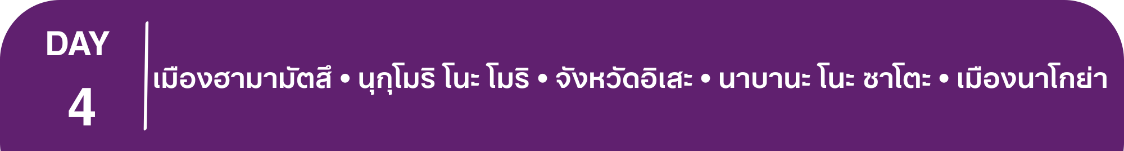 DAY
4
เมืองฮามามัตสึ • นุกุโมริ โนะ โมริ • จังหวัดอิเสะ • นาบานะ โนะ ซาโตะ • เมืองนาโกย่า